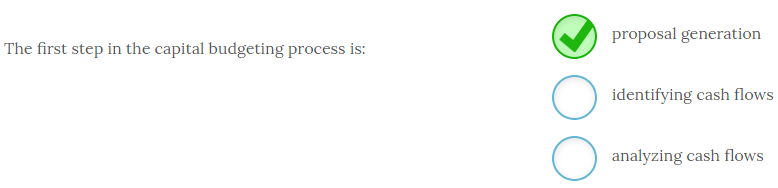 The first step in the capital budgeting process is:
proposal generation
identifying cash flows
analyzing cash flows